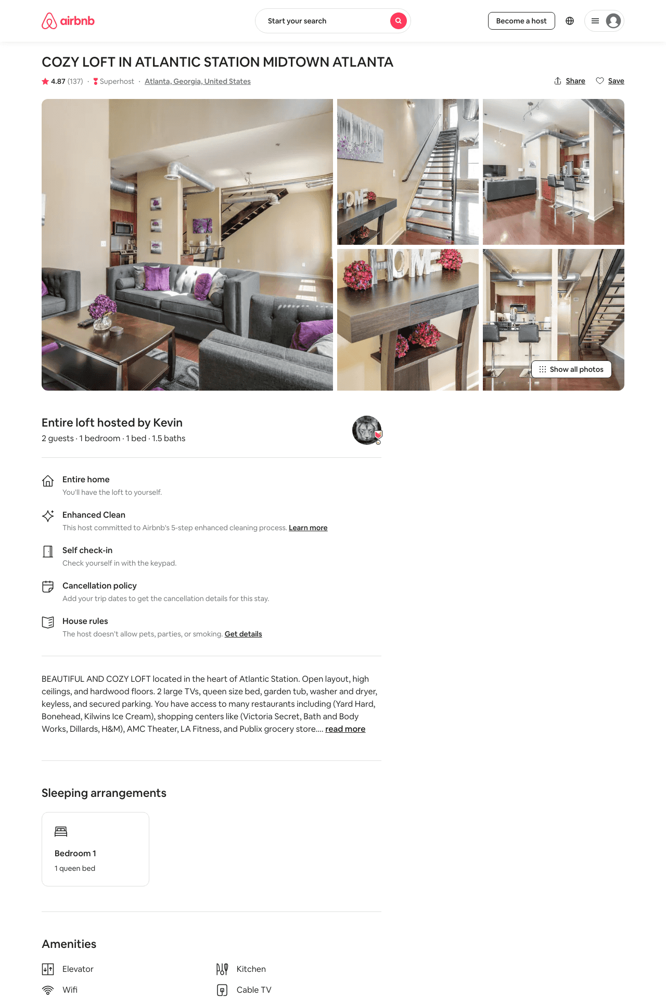 airbnb
Start your search
Become a host
COZY LOFT IN ATLANTIC STATION MIDTOWN ATLANTA
4.87 (137) · Superhost · Atlanta, Georgia, United States
Share
Save
HOME
HOME
Show all photos
Entire loft hosted by Kevin
2 guests · 1 bedroom · 1 bed · 1.5 baths
Entire home
You’ll have the loft to yourself.
Enhanced Clean
This host committed to Airbnb's 5-step enhanced cleaning process. Learn more
Self check-in
Check yourself in with the keypad.
Cancellation policy
Add your trip dates to get the cancellation details for this stay.
House rules
The host doesn’t allow pets, parties, or smoking. Get details
BEAUTIFUL AND COZY LOFT located in the heart of Atlantic Station. Open layout, high
ceilings, and hardwood floors. 2 large TVs, queen size bed, garden tub, washer and dryer,
keyless, and secured parking. You have access to many restaurants including (Yard Hard,
Bonehead, Kilwins Ice Cream), shopping centers like (Victoria Secret, Bath and Body
Works, Dillards, H&M), AMC Theater, LA Fitness, and Publix grocery store.... read more
Sleeping arrangements
Bedroom 1
1 queen bed
Amenities
Elevator
Kitchen
Wifi
Cable TV